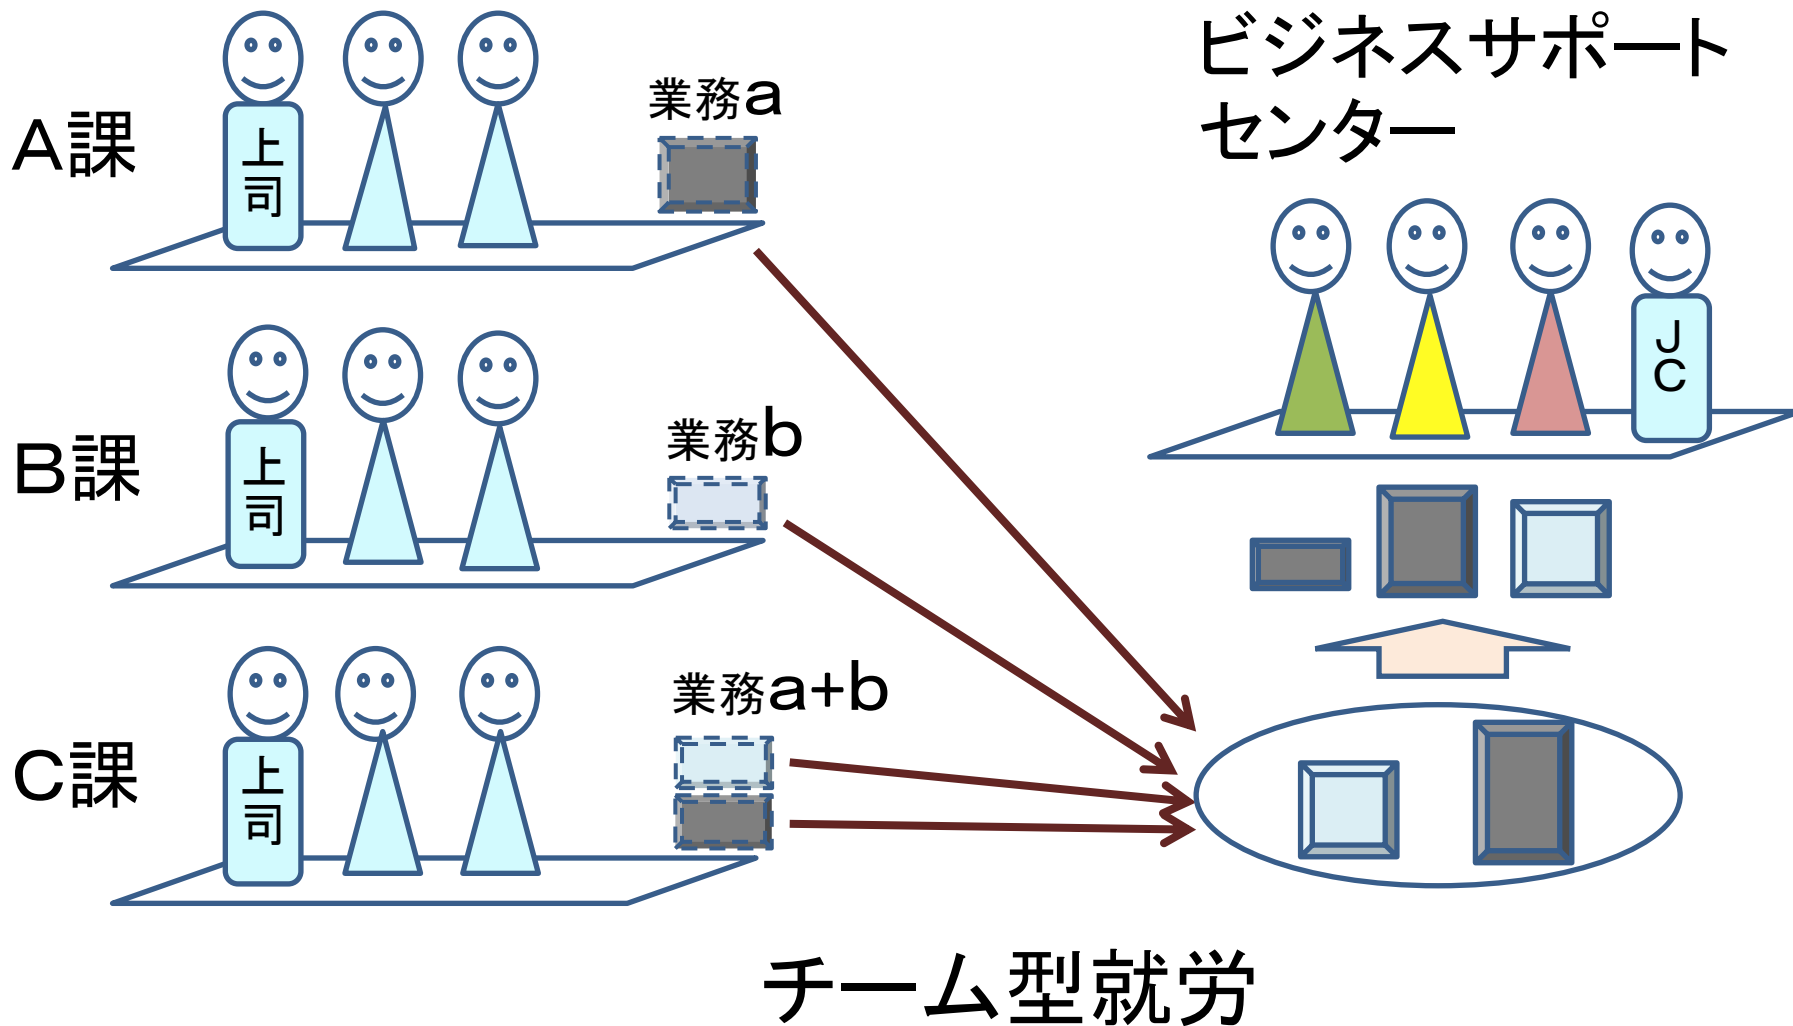 A課
上司
業務a
B課
上司
業務b
C課
上司
業務a+b
ビジネスサポート
センター
JC
チーム型就労